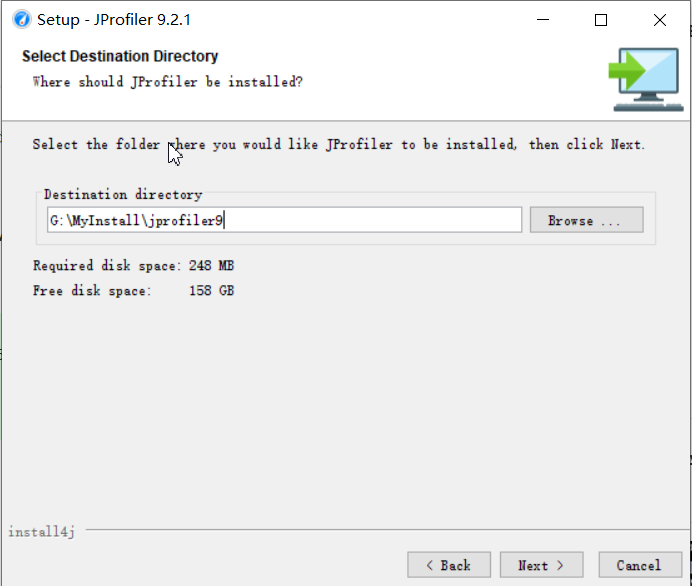 Setup - JProfiler 9.2.1
Select Destination Directory
Where should JProfiler be installed?
Select the folder where you would like JProfiler to be installed, then click Next.
Destination directory
G:\MyInstall\jprofiler9
Browse ...
Required disk space: 248 MB
Free disk space: 158 GB
install4j
< Back
Next >
Cancel